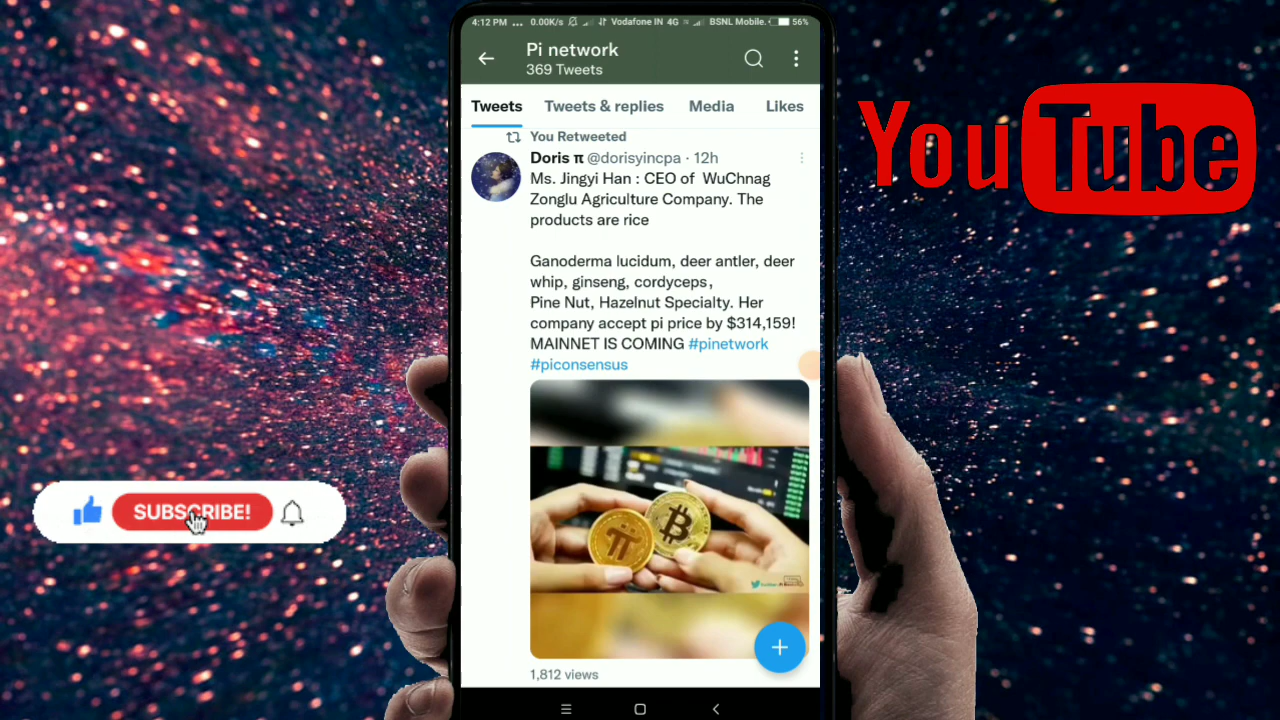 4:12 PM ... 0.00K/s Vodafone IN 4G BSNL Mobile. 56%
Pi network
369 Tweets
Tweets Tweets & replies Media Likes
You Retweeted
Doris π @dorisyincpa · 12h
Ms. Jingyi Han : CEO of WuChnag
Zonglu Agriculture Company. The
products are rice
Ganoderma lucidum, deer antler, deer
whip, ginseng, cordyceps,
Pine Nut, Hazelnut Specialty. Her
company accept pi price by $314,159!
MAINNET IS COMING #pinetwork
#piconsensus
1,812 views
YouTube
SUBSCRIBE!